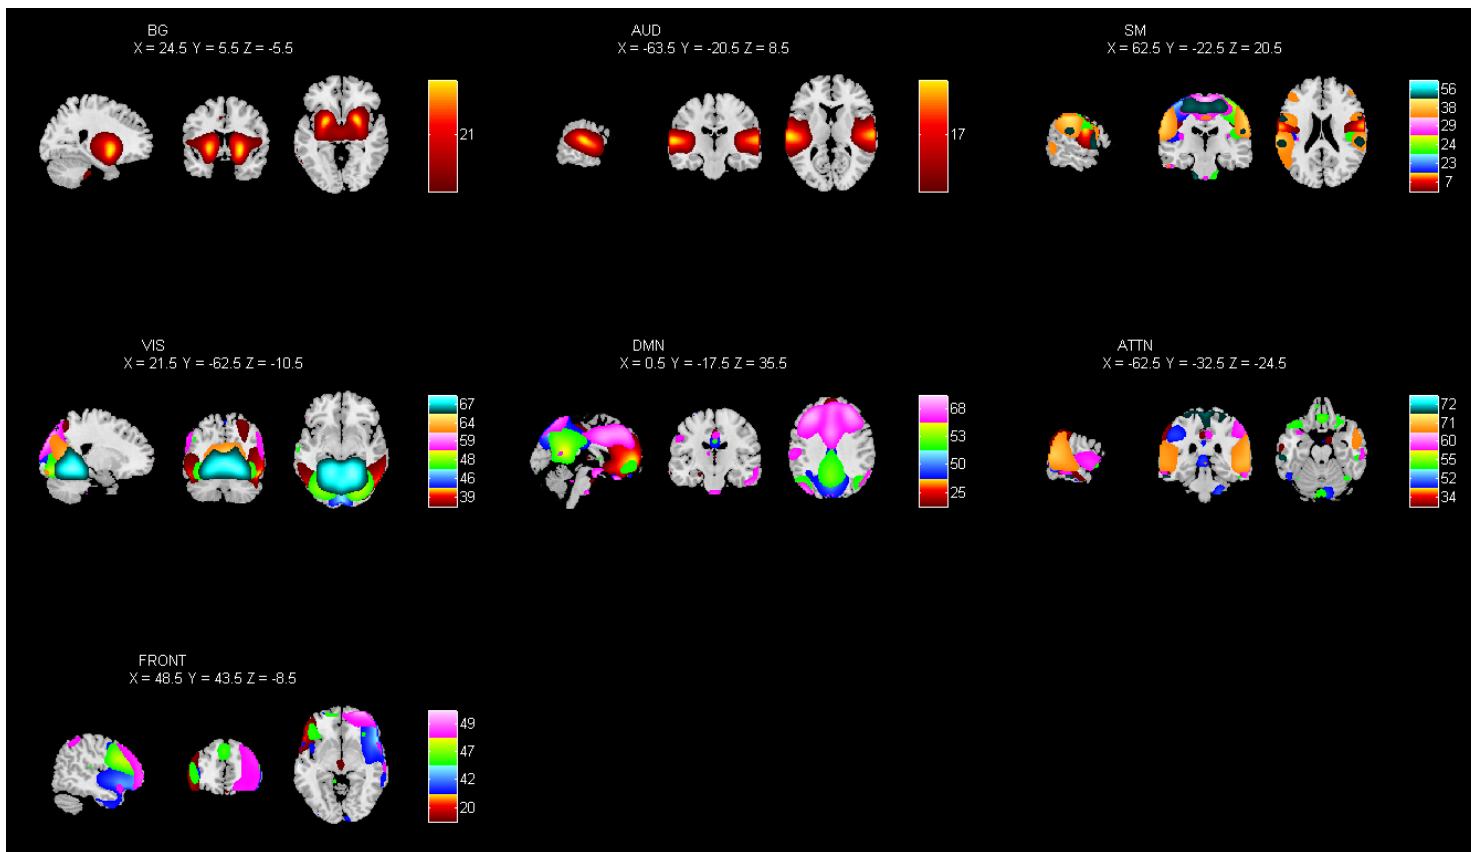 BG
X = 24.5 Y = 5.5 Z = -5.5
21
AUD
X = -63.5 Y = -20.5 Z = 8.5
17
SM
X = 62.5 Y = -22.5 Z = 20.5
56
38
29
24
23
7
VIS
X = 21.5 Y = -62.5 Z = -10.5
67
64
59
48
46
39
DMN
X = 0.5 Y = -17.5 Z = 35.5
68
53
50
25
ATTN
X = -62.5 Y = -32.5 Z = -24.5
72
71
60
55
52
34
FRONT
X = 48.5 Y = 43.5 Z = -8.5
49
47
42
20